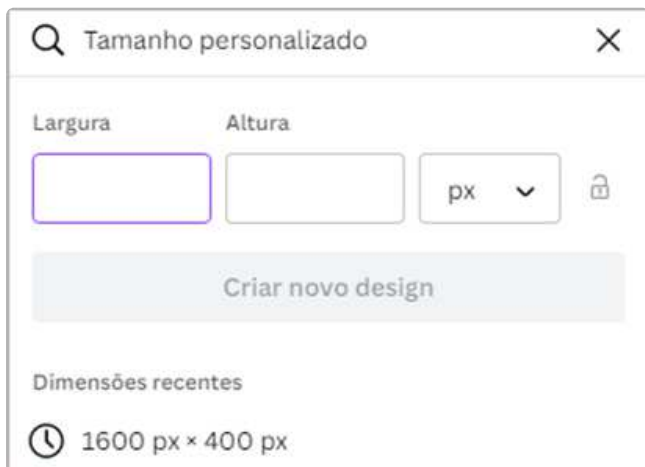 Tamanho personalizado
Largura Altura
px
Criar novo design
Dimensões recentes
1600 px × 400 px